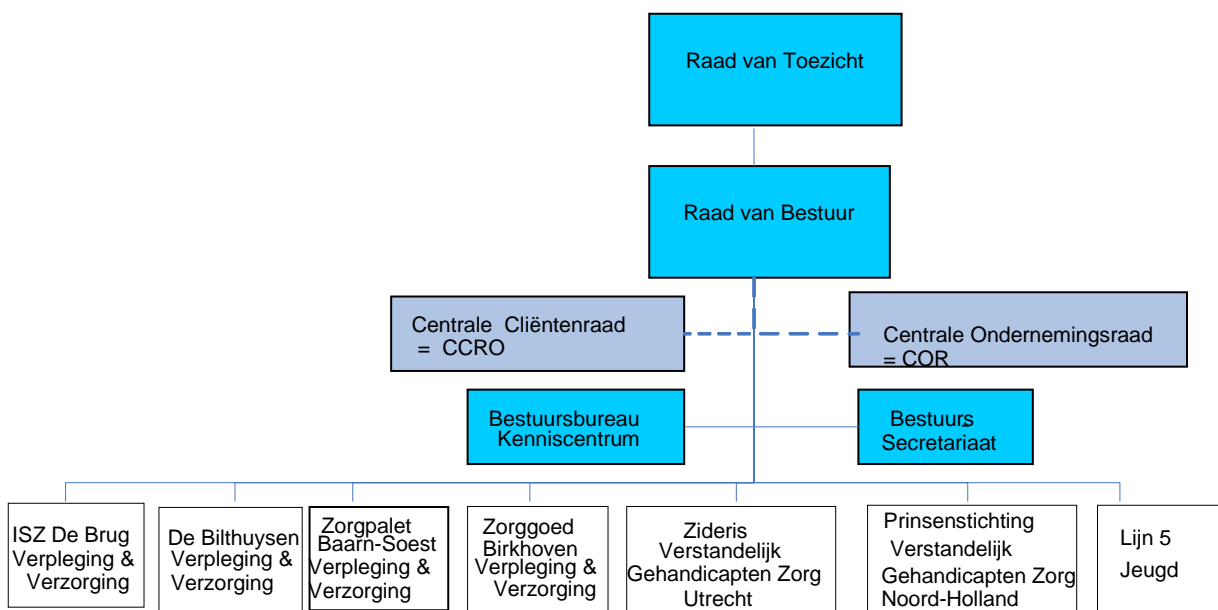 Raad van Toezicht
Raad van Bestuur
Centrale Cliëntenraad
= CCRO
Centrale Ondernemingsraad
= COR
Bestuursbureau
Kenniscentrum
Bestuurs-
Secretariaat
ISZ De Brug
Verpleging &
Verzorging
De Bilthuysen
Verpleging &
Verzorging
Zorgpalet
Baarn-Soest
Verpleging &
Verzorging
Zorggoed
Birkhoven
Verpleging &
Verzorging
Zideris
Verstandelijk
Gehandicapten Zorg
Utrecht
Prinsenstichting
Verstandelijk
Gehandicapten Zorg
Noord-Holland
Lijn 5
Jeugd